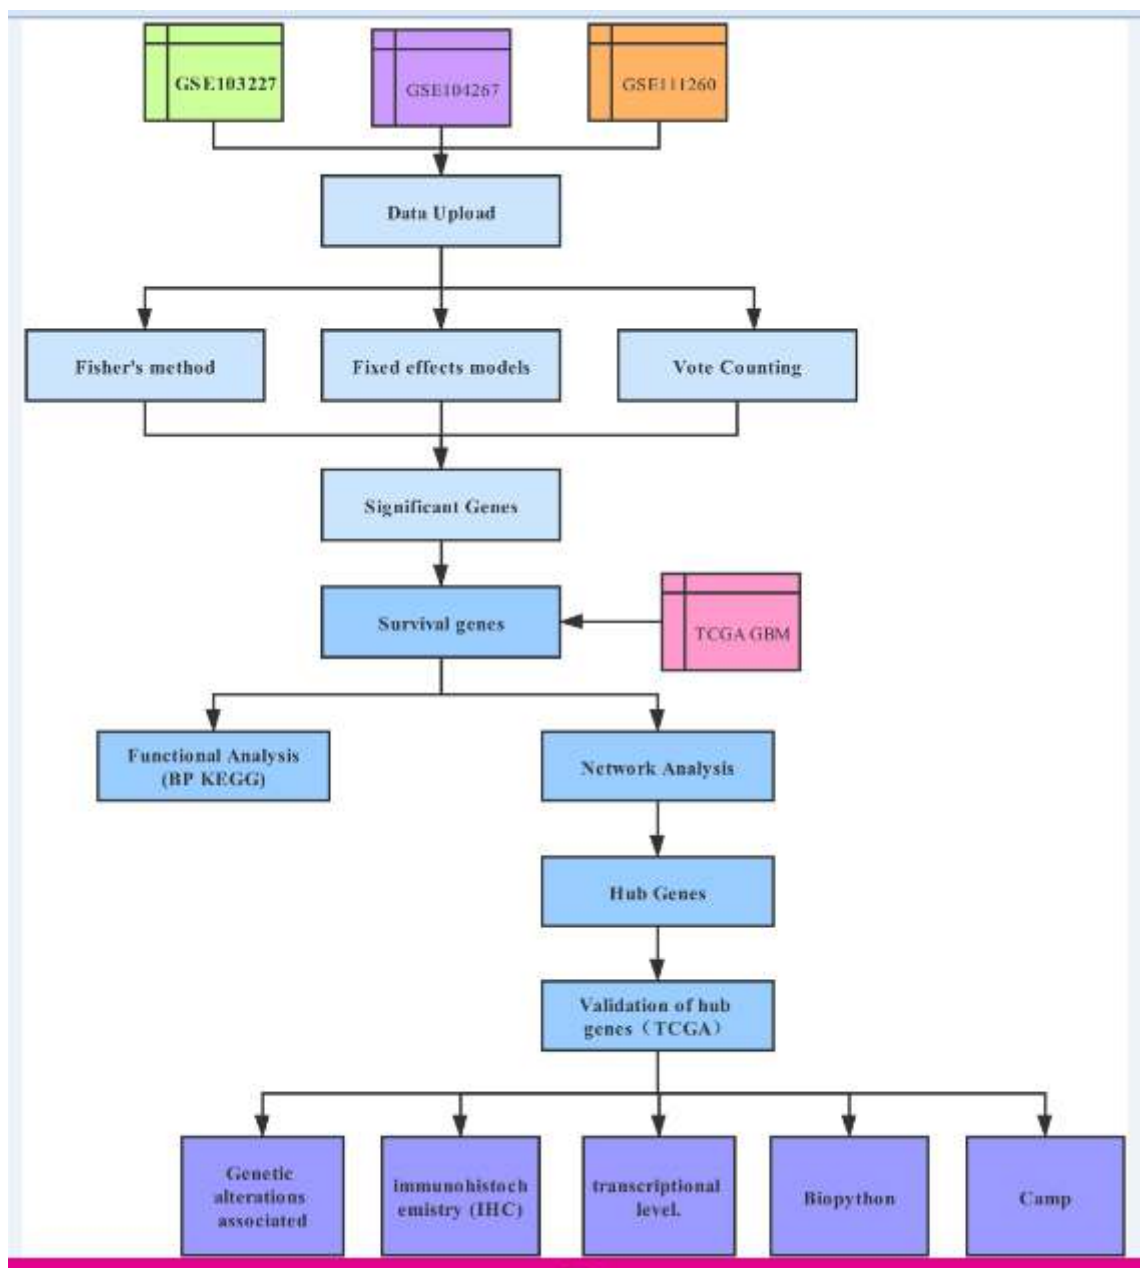 GSE103227
GSE104267
GSE111260
Data Upload
Fisher's method
Fixed effects models
Vote Counting
Significant Genes
Survival genes
TCGA GBM
Functional Analysis
(BP KEGG)
Network Analysis
Hub Genes
Validation of hub
genes（TCGA）
Genetic
alterations
associated
immunohistoch
emistry (IHC)
transcriptional
level.
Biopython
Camp